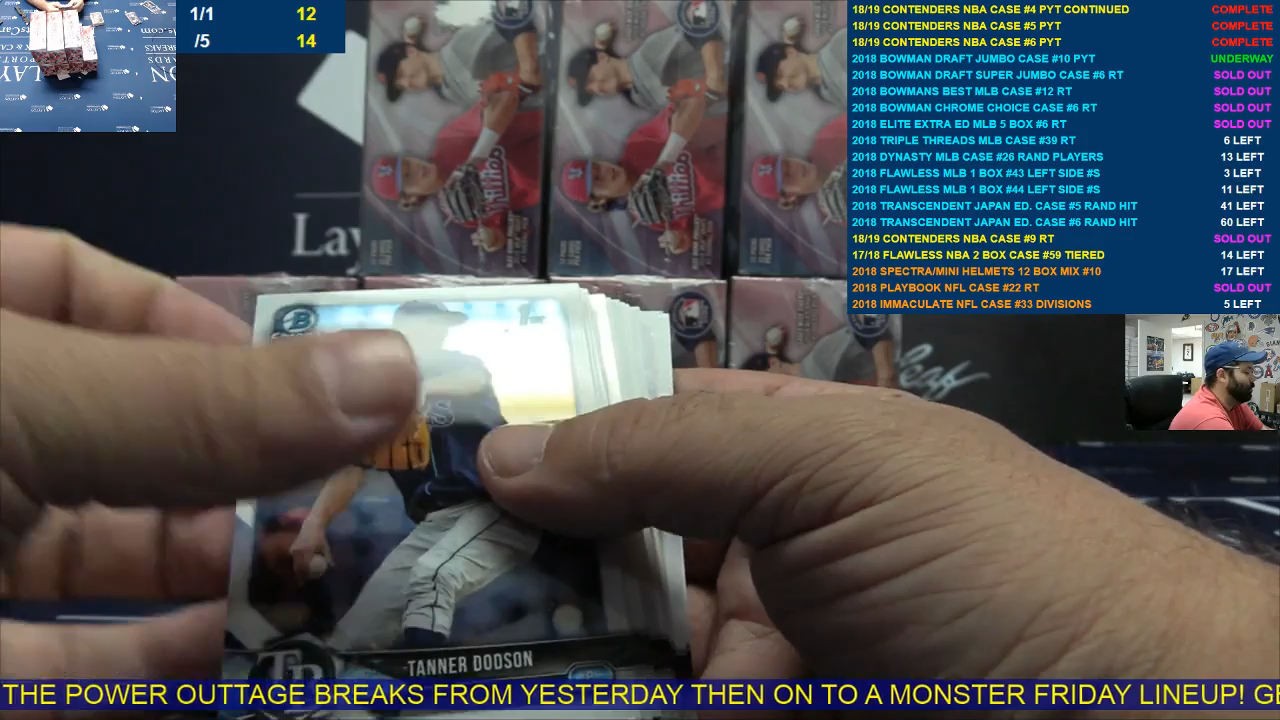 1/1 12
/5 14
18/19 CONTENDERS NBA CASE #4 PYT CONTINUED COMPLETE
18/19 CONTENDERS NBA CASE #5 PYT COMPLETE
18/19 CONTENDERS NBA CASE #6 PYT COMPLETE
2018 BOWMAN DRAFT JUMBO CASE #10 PYT UNDERWAY
2018 BOWMAN DRAFT SUPER JUMBO CASE #6 RT SOLD OUT
2018 BOWMANS BEST MLB CASE #12 RT SOLD OUT
2018 BOWMAN CHROME CHOICE CASE #6 RT SOLD OUT
2018 ELITE EXTRA ED MLB 5 BOX #6 RT SOLD OUT
2018 TRIPLE THREADS MLB CASE #39 RT 6 LEFT
2018 DYNASTY MLB CASE #26 RAND PLAYERS 13 LEFT
2018 FLAWLESS MLB 1 BOX #43 LEFT SIDE #S 3 LEFT
2018 FLAWLESS MLB 1 BOX #44 LEFT SIDE #S 11 LEFT
2018 TRANSCENDENT JAPAN ED. CASE #5 RAND HIT 41 LEFT
2018 TRANSCENDENT JAPAN ED. CASE #6 RAND HIT 60 LEFT
18/19 CONTENDERS NBA CASE #9 RT SOLD OUT
17/18 FLAWLESS NBA 2 BOX CASE #59 TIERED 14 LEFT
2018 SPECTRA/MINI HELMETS 12 BOX MIX #10 17 LEFT
2018 PLAYBOOK NFL CASE #22 RT SOLD OUT
2018 IMMACULATE NFL CASE #33 DIVISIONS 5 LEFT
Lay
Leaf
B
TB
TANNER DODSON
THE POWER OUTTAGE BREAKS FROM YESTERDAY THEN ON TO A MONSTER FRIDAY LINEUP! GE